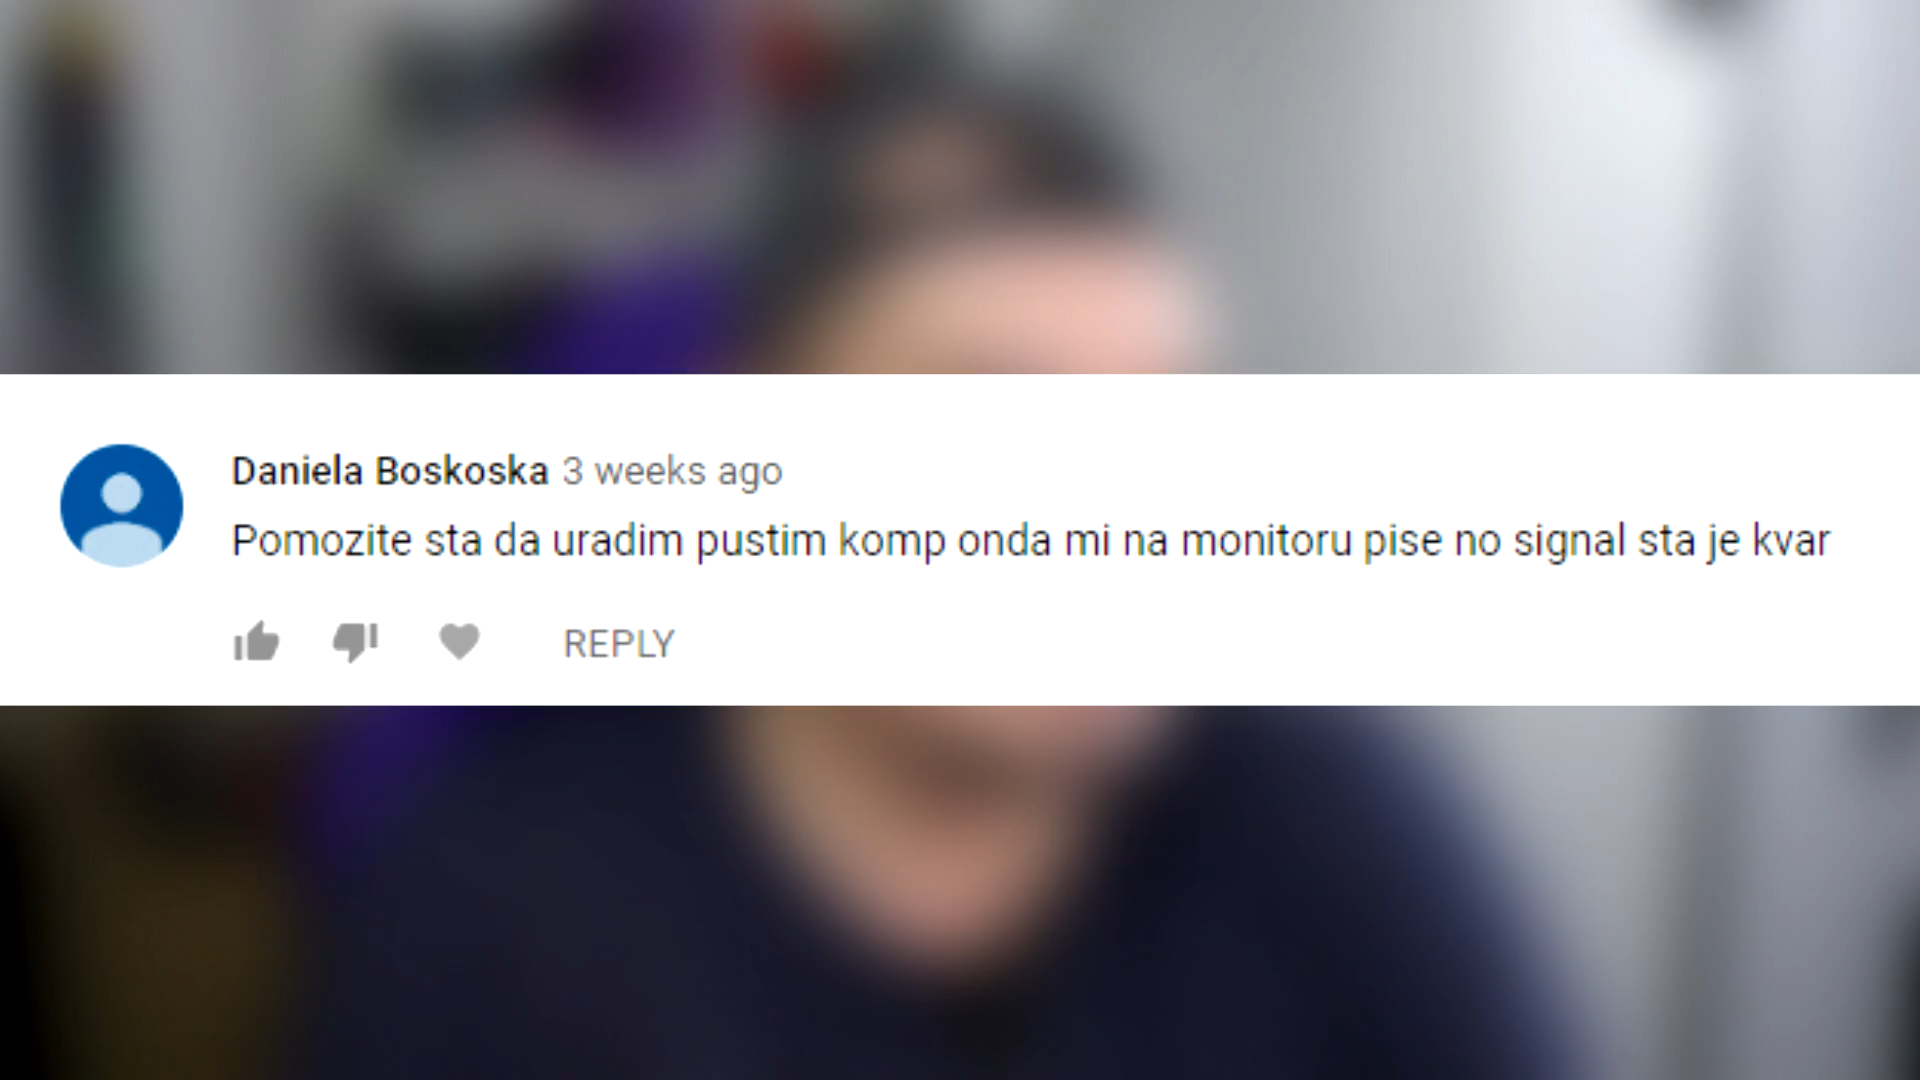 Daniela Boskoska 3 weeks ago
Pomozite sta da uradim pustim komp onda mi na monitoru pise no signal sta je kvar
REPLY